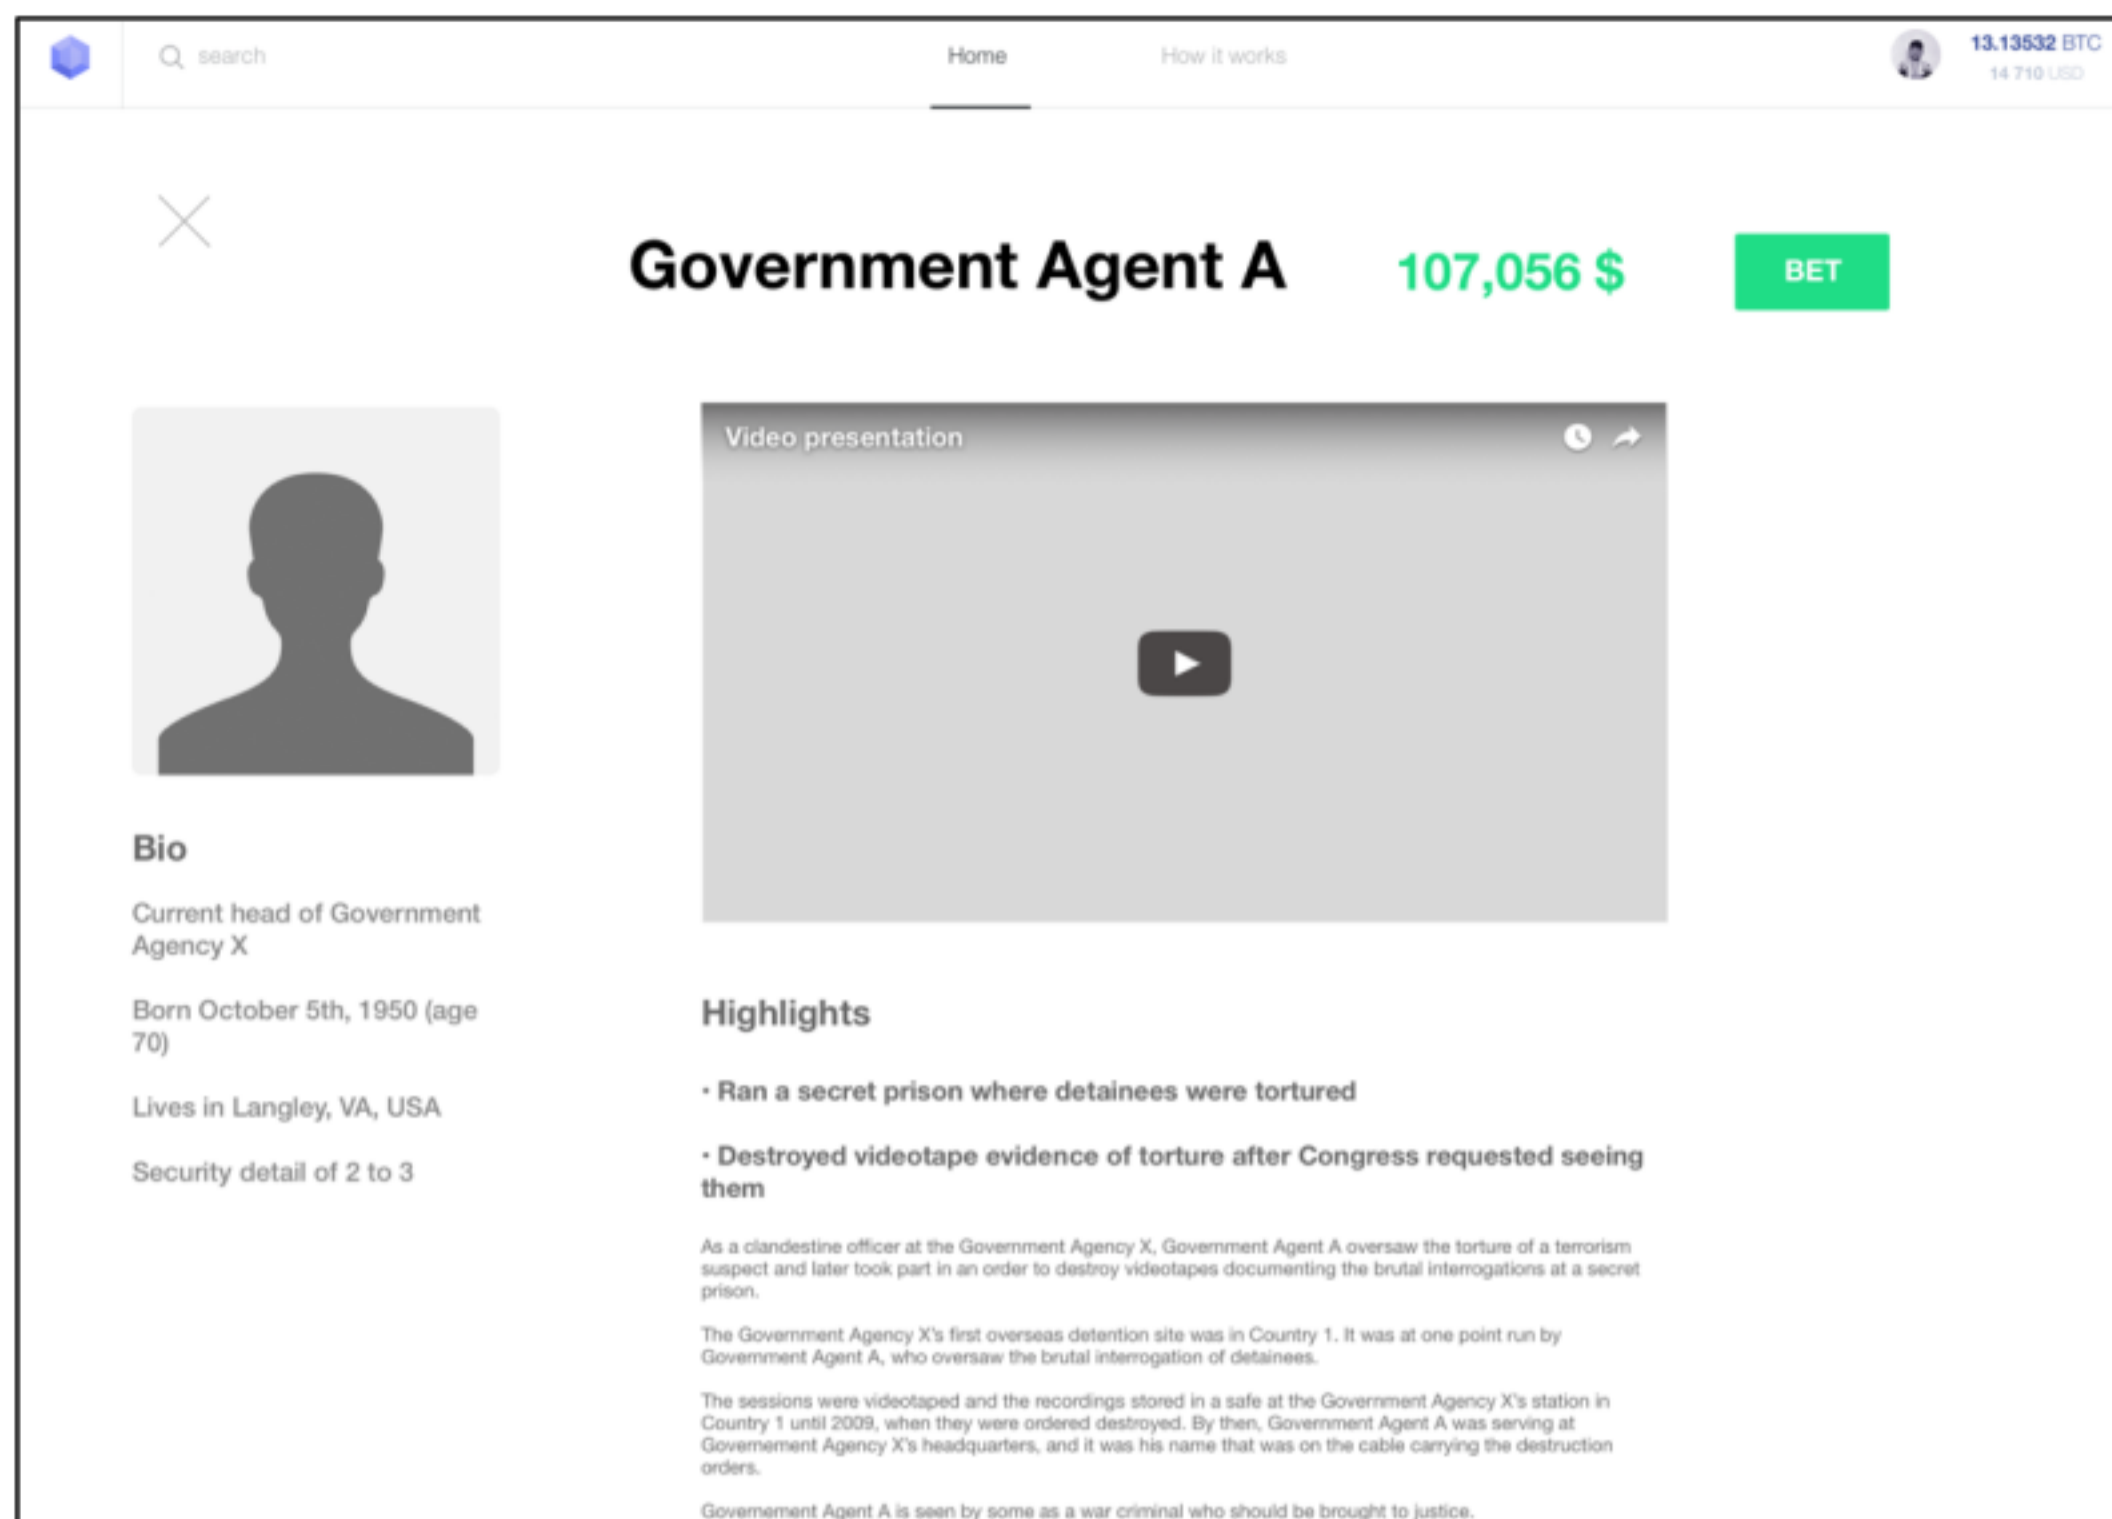 search
Home
How it works
13.13532 BTC
14 710 USD
Government Agent A
107,056 $
BET
Video presentation
Bio
Current head of Government
Agency X
Born October 5th, 1950 (age
70)
Lives in Langley, VA, USA
Security detail of 2 to 3
Highlights
• Ran a secret prison where detainees were tortured
• Destroyed videotape evidence of torture after Congress requested seeing
them
As a clandestine officer at the Government Agency X, Government Agent A oversaw the torture of a terrorism
suspect and later took part in an order to destroy videotapes documenting the brutal interrogations at a secret
prison.
The Government Agency X's first overseas detention site was in Country 1. It was at one point run by
Government Agent A, who oversaw the brutal interrogation of detainees.
The sessions were videotaped and the recordings stored in a safe at the Government Agency X's station in
Country 1 until 2009, when they were ordered destroyed. By then, Government Agent A was serving at
Governement Agency X's headquarters, and it was his name that was on the cable carrying the destruction
orders.
Governement Agent A is seen by some as a war criminal who should be brought to justice.